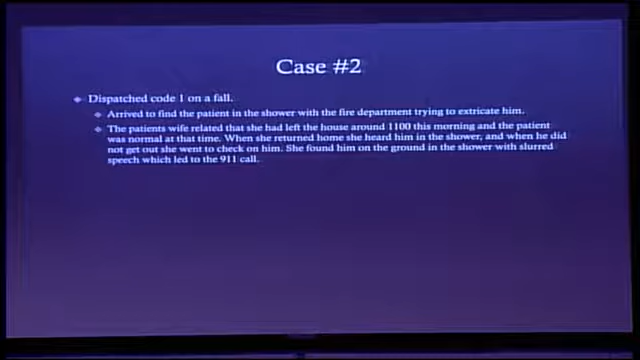 Case #2
Dispatched code 1 on a fall.
Arrived to find the patient in the shower with the fire department trying to extricate him.
The patients wife related that she had left the house around 1100 this morning and the patient
was normal at that time. When she returned home she heard him in the shower, and when he did
not get out she went to check on him. She found him on the ground in the shower with slurred
speech which led to the 911 call.